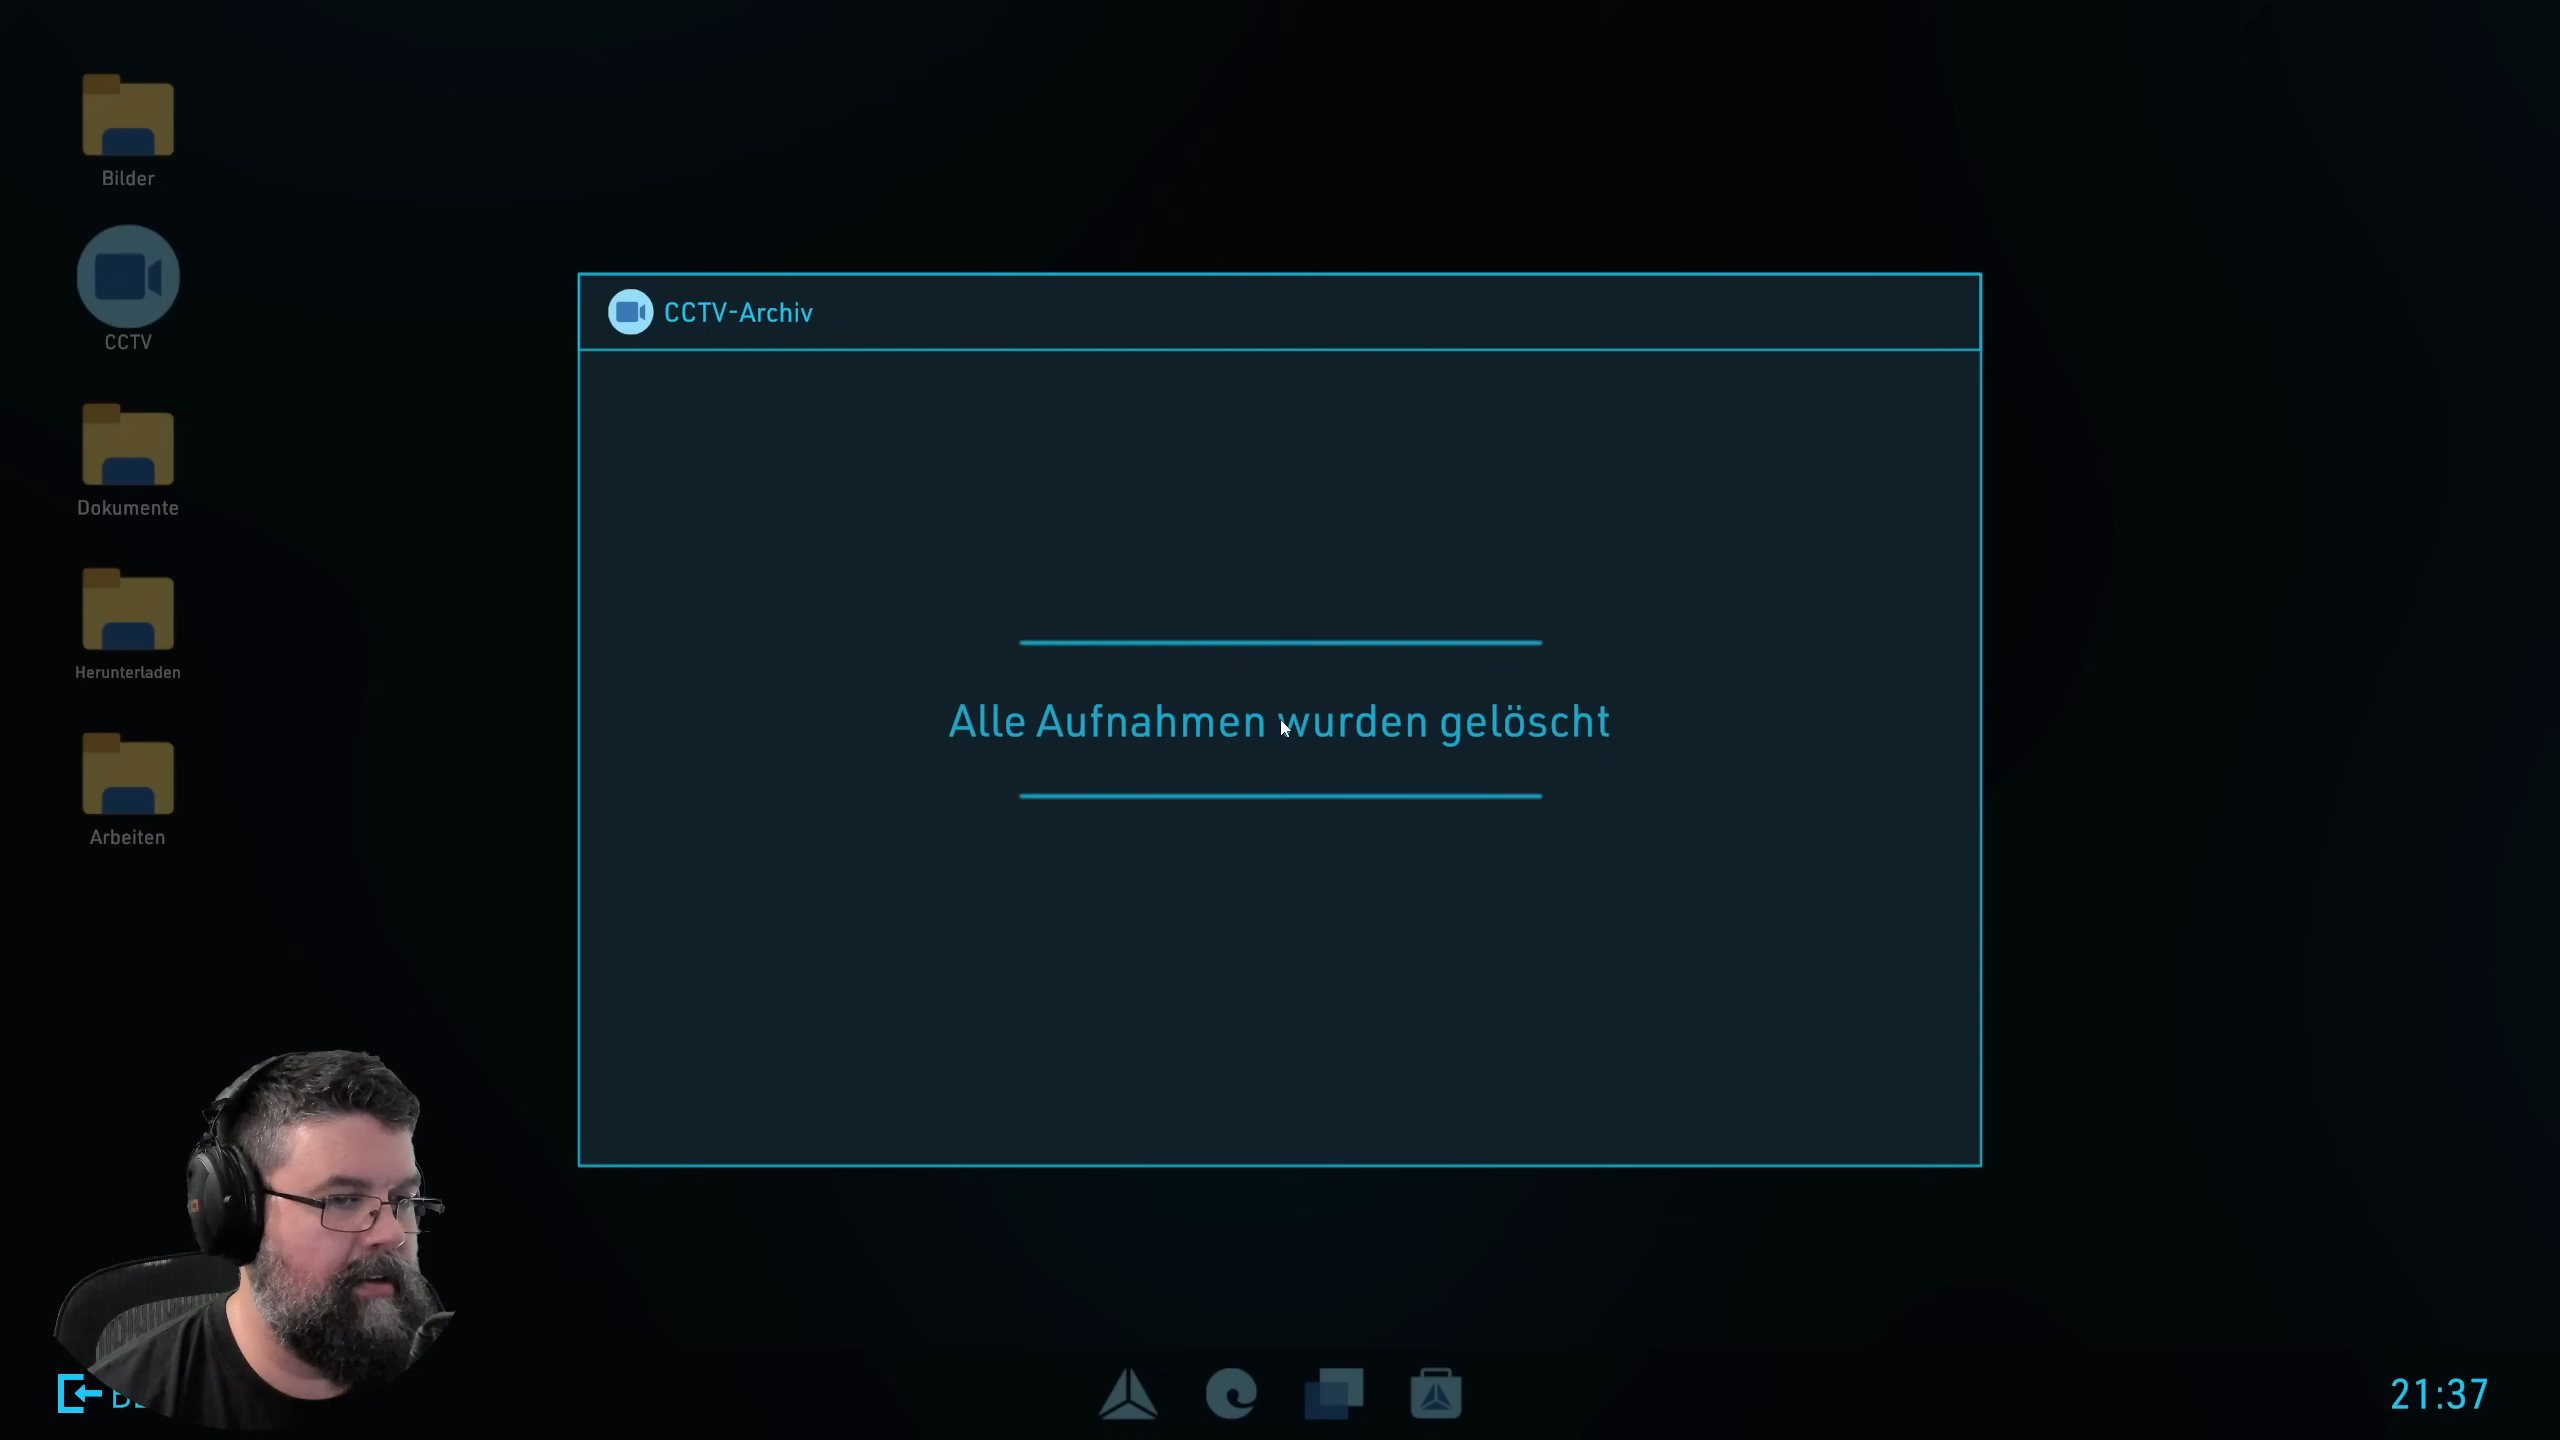 Bilder
CCTV
Dokumente
Herunterladen
Arbeiten
CCTV-Archiv
Alle Aufnahmen wurden gelöscht
21:37